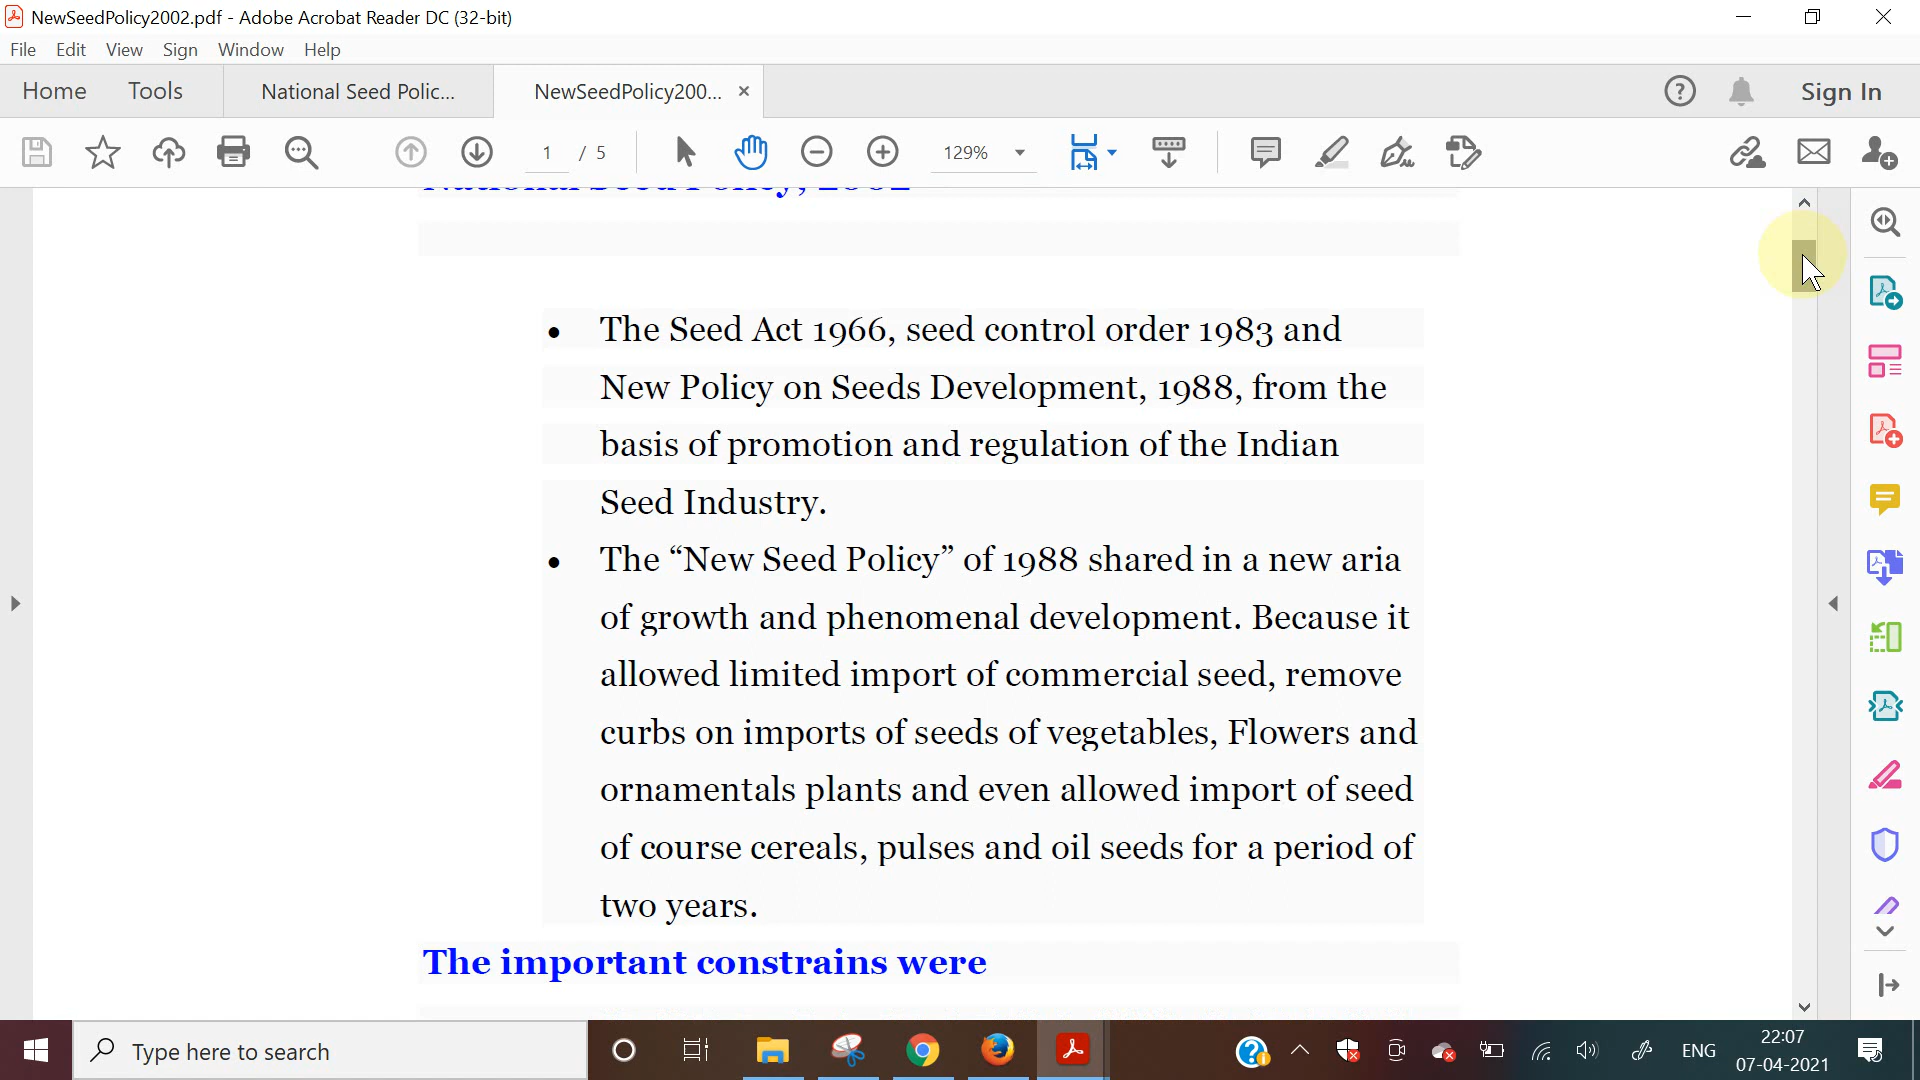 NewSeedPolicy2002.pdf - Adobe Acrobat Reader DC (32-bit)
File Edit View Sign Window Help
Home Tools National Seed Polic... NewSeedPolicy200... ×
Sign In
1 / 5 129%
National Seed Policy, 2002
• The Seed Act 1966, seed control order 1983 and
New Policy on Seeds Development, 1988, from the
basis of promotion and regulation of the Indian
Seed Industry.
• The “New Seed Policy” of 1988 shared in a new aria
of growth and phenomenal development. Because it
allowed limited import of commercial seed, remove
curbs on imports of seeds of vegetables, Flowers and
ornamentals plants and even allowed import of seed
of course cereals, pulses and oil seeds for a period of
two years.
The important constrains were
Type here to search
ENG
22:07
07-04-2021